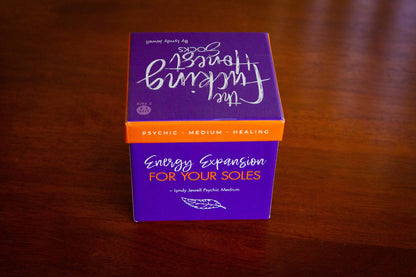 the
Fucking
Honest
SOCKS
By Lyndy Jewell
PSYCHIC • MEDIUM • HEALING
Energy Expansion
FOR YOUR SOLES
~ Lyndy Jewell Psychic Medium